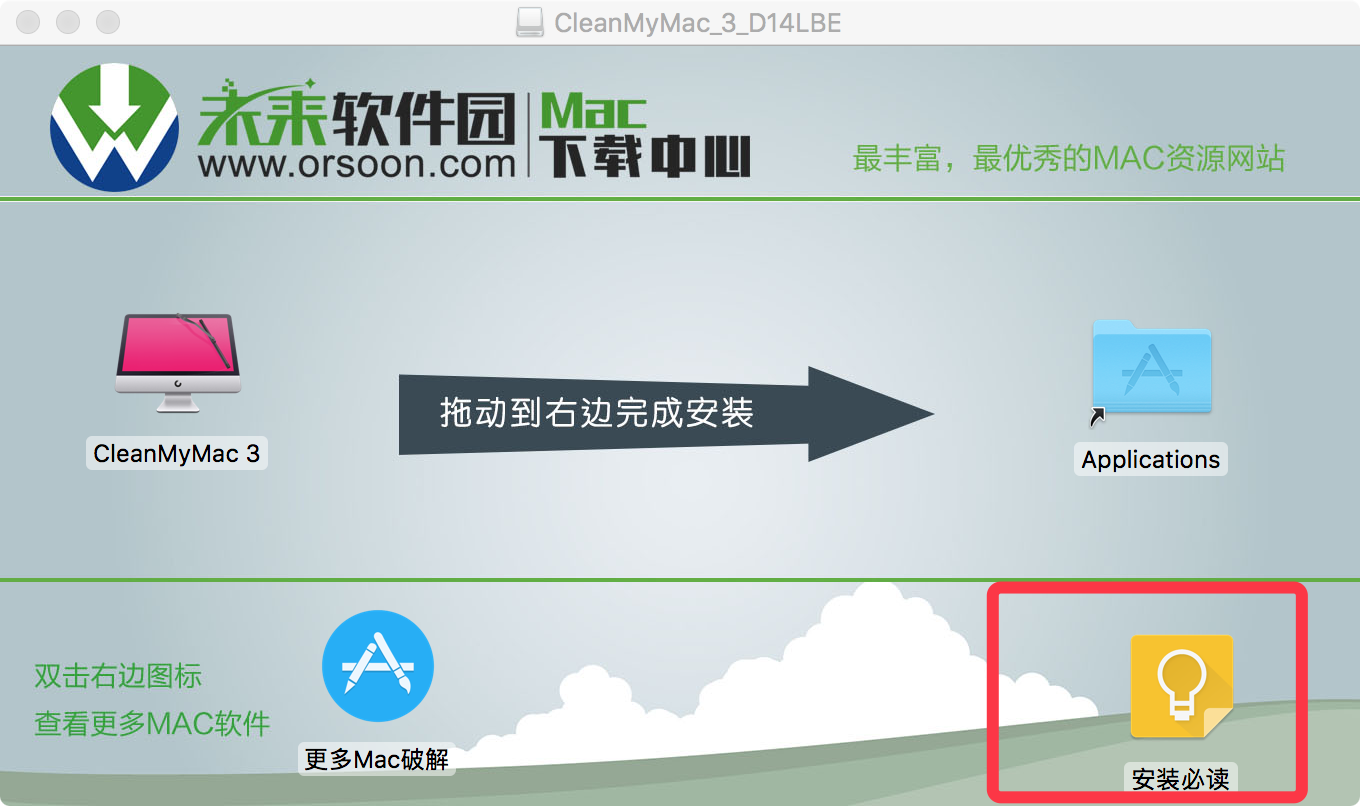 CleanMyMac_3_D14LBE
未来软件园
www.orsoon.com
Mac
下载中心
最丰富，最优秀的MAC资源网站
拖动到右边完成安装
CleanMyMac 3
Applications
双击右边图标
查看更多MAC软件
更多Mac破解
安装必读